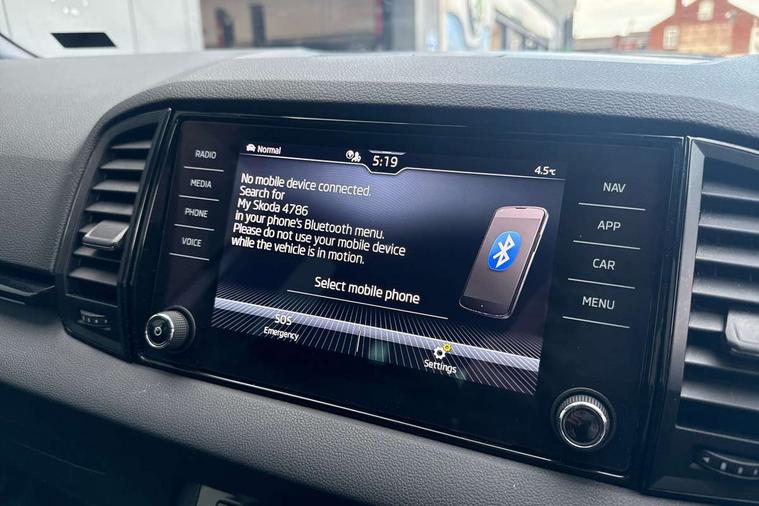 RADIO
MEDIA
PHONE
VOICE
Normal
5:19
4.5°C
No mobile device connected.
Search for
My Skoda 4786
in your phone's Bluetooth menu.
Please do not use your mobile device
while the vehicle is in motion.
Select mobile phone
SOS
Emergency
Settings
NAV
APP
CAR
MENU